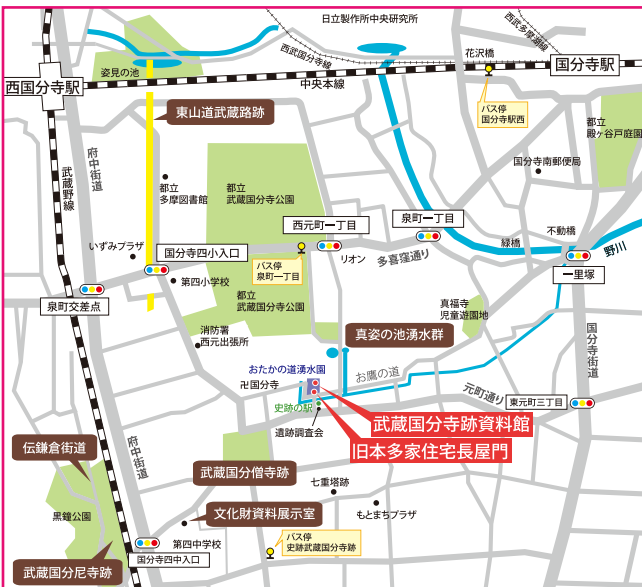 日立製作所中央研究所
西武国分寺線
西武多摩湖線
花沢橋
国分寺駅
姿見の池
西国分寺駅
中央本線
バス停
国分寺駅西
東山道武蔵路跡
都立
殿ヶ谷戸庭園
府中街道
武蔵野線
国分寺南郵便局
都立
多摩図書館
都立
武蔵国分寺公園
西元町一丁目
泉町一丁目
不動橋
緑橋
野川
いずみプラザ
国分寺四小入口
リオン
多喜窪通り
バス停
泉町一丁目
一里塚
第四小学校
泉町交差点
都立
武蔵国分寺公園
真福寺
児童遊園地
消防署
西元出張所
真姿の池湧水群
国分寺街道
おたかの道湧水園
お鷹の道
卍国分寺
元町通り
東元町三丁目
史跡の駅
武蔵国分寺跡資料館
遺跡調査会
旧本多家住宅長屋門
伝鎌倉街道
府中街道
武蔵国分僧寺跡
七重塔跡
黒鐘公園
文化財資料展示室
もとまちプラザ
第四中学校
バス停
史跡武蔵国分寺跡
国分寺四中入口
武蔵国分尼寺跡